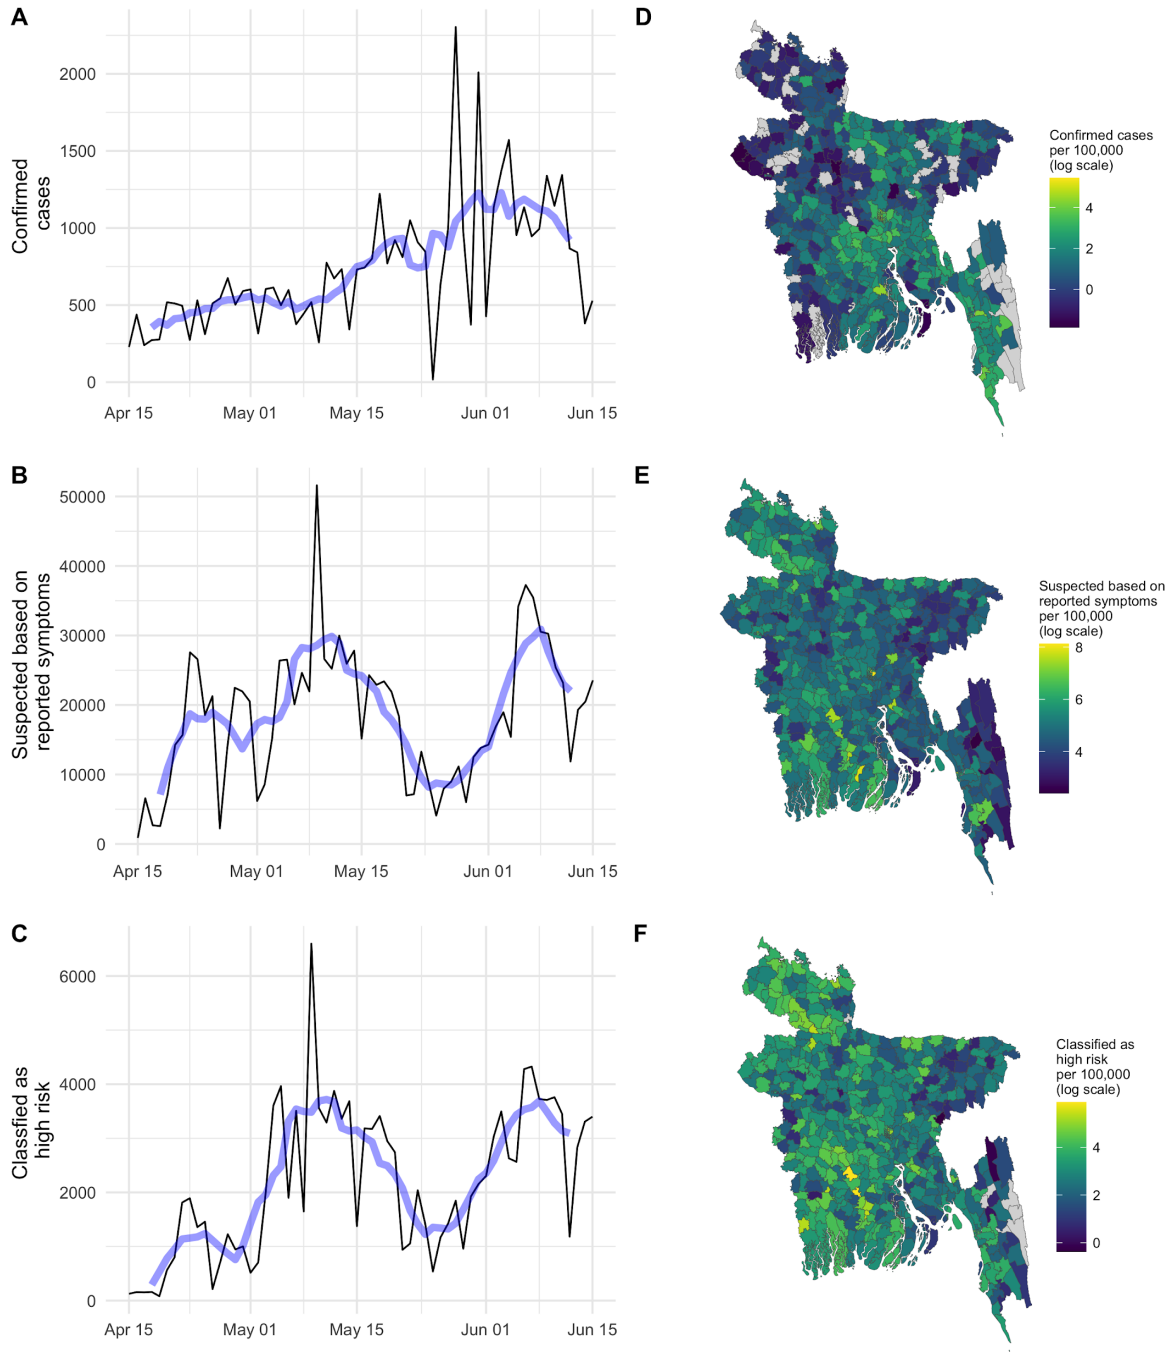 A
Confirmed
cases
2000
1500
1000
500
0
Apr 15
May 01
May 15
Jun 01
Jun 15
D
Confirmed cases
per 100,000
(log scale)
4
2
0
B
Suspected based on
reported symptoms
50000
40000
30000
20000
10000
0
Apr 15
May 01
May 15
Jun 01
Jun 15
E
Suspected based on
reported symptoms
per 100,000
(log scale)
8
6
4
C
Classfied as
high risk
6000
4000
2000
0
Apr 15
May 01
May 15
Jun 01
Jun 15
F
Classified as
high risk
per 100,000
(log scale)
4
2
0